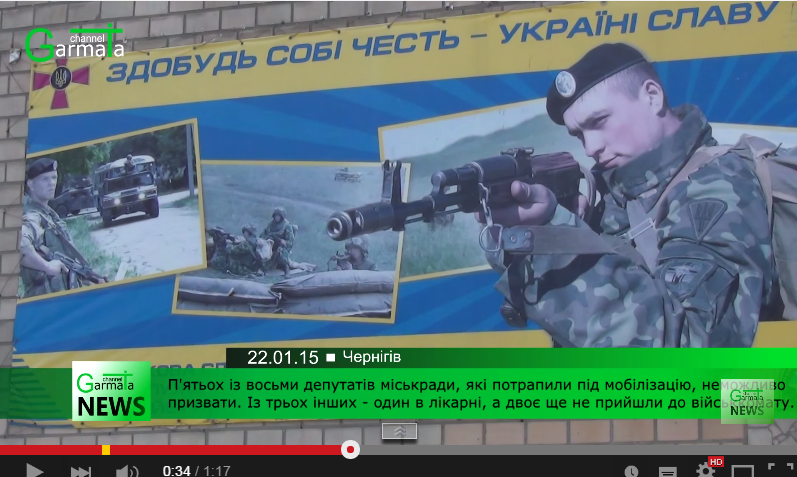 channel
Garmata
ЗДОБУДЬ СОБІ ЧЕСТЬ – УКРАЇНІ СЛАВУ
22.01.15 ■ Чернігів
channel
Garmata
NEWS
П'ятьох із восьми депутатів міськради, які потрапили під мобілізацію, неможливо
призвати. Із трьох інших - один в лікарні, а двоє ще не прийшли до військкомату.
channel
Garmata
NEWS
0:34 / 1:17
HD